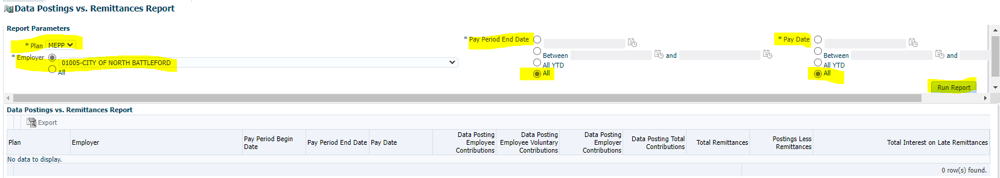 Data Postings vs. Remittances Report
Report Parameters
* Plan MEPP
* Employer
01005-CITY OF NORTH BATTLEFORD
All
* Pay Period End Date
Between and
All YTD
All
* Pay Date
Between and
All YTD
All
Run Report
Data Postings vs. Remittances Report
Export
Plan
Employer
Pay Period Begin
Date
Pay Period End Date
Pay Date
Data Posting
Employee
Contributions
Data Posting
Employee Voluntary
Contributions
Data Posting
Employer
Contributions
Data Posting Total
Contributions
Total Remittances
Postings Less
Remittances
Total Interest on Late Remittances
No data to display.
0 row(s) found.